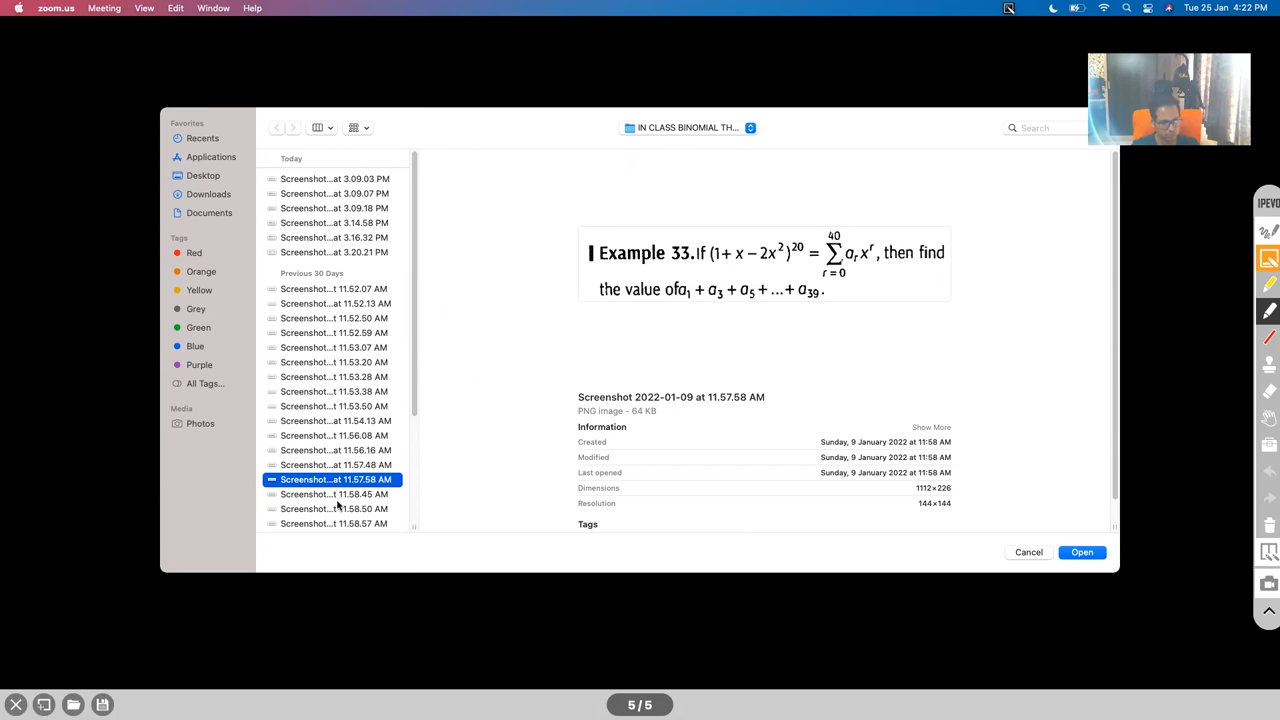 zoom.us Meeting View Edit Window Help Tue 25 Jan 4:22 PM
Favorites
Recents
Applications
Desktop
Downloads
Documents
Tags
Red
Orange
Yellow
Grey
Green
Blue
Purple
All Tags...
Media
Photos
IN CLASS BINOMIAL TH...
Search
Today
Screenshot...at 3.09.03 PM
Screenshot...at 3.09.07 PM
Screenshot...at 3.09.18 PM
Screenshot...at 3.14.58 PM
Screenshot...at 3.16.32 PM
Screenshot...at 3.20.21 PM
Previous 30 Days
Screenshot...t 11.52.07 AM
Screenshot...at 11.52.13 AM
Screenshot...t 11.52.50 AM
Screenshot...t 11.52.59 AM
Screenshot...t 11.53.07 AM
Screenshot...t 11.53.20 AM
Screenshot...t 11.53.28 AM
Screenshot...t 11.53.38 AM
Screenshot...t 11.53.50 AM
Screenshot...at 11.54.13 AM
Screenshot...t 11.56.08 AM
Screenshot...at 11.56.16 AM
Screenshot...at 11.57.48 AM
Screenshot...at 11.57.58 AM
Screenshot...t 11.58.45 AM
Screenshot...t 11.58.50 AM
Screenshot...t 11.58.57 AM
Example 33. If (1+ x − 2x²)²⁰ = ∑_{r=0}^{40} aᵣxʳ, then find
the value of a₁ + a₃ + a₅ + ...+ a₃₉.
Screenshot 2022-01-09 at 11.57.58 AM
PNG image - 64 KB
Information Show More
Created Sunday, 9 January 2022 at 11:58 AM
Modified Sunday, 9 January 2022 at 11:58 AM
Last opened Sunday, 9 January 2022 at 11:58 AM
Dimensions 1112×226
Resolution 144×144
Tags
Cancel Open
IPEVO
5 / 5